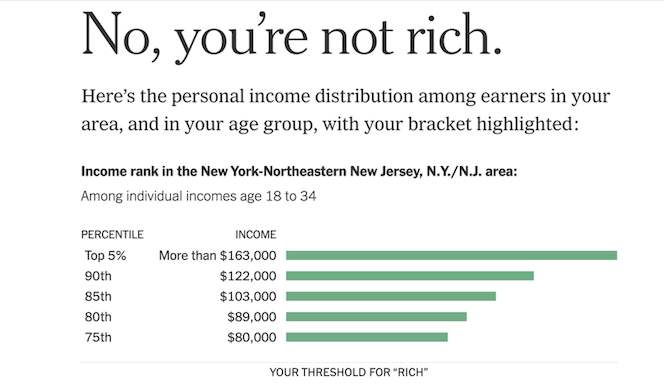 No, you’re not rich.
Here’s the personal income distribution among earners in your
area, and in your age group, with your bracket highlighted:
Income rank in the New York-Northeastern New Jersey, N.Y./N.J. area:
Among individual incomes age 18 to 34
PERCENTILE INCOME
Top 5% More than $163,000
90th $122,000
85th $103,000
80th $89,000
75th $80,000
YOUR THRESHOLD FOR “RICH”